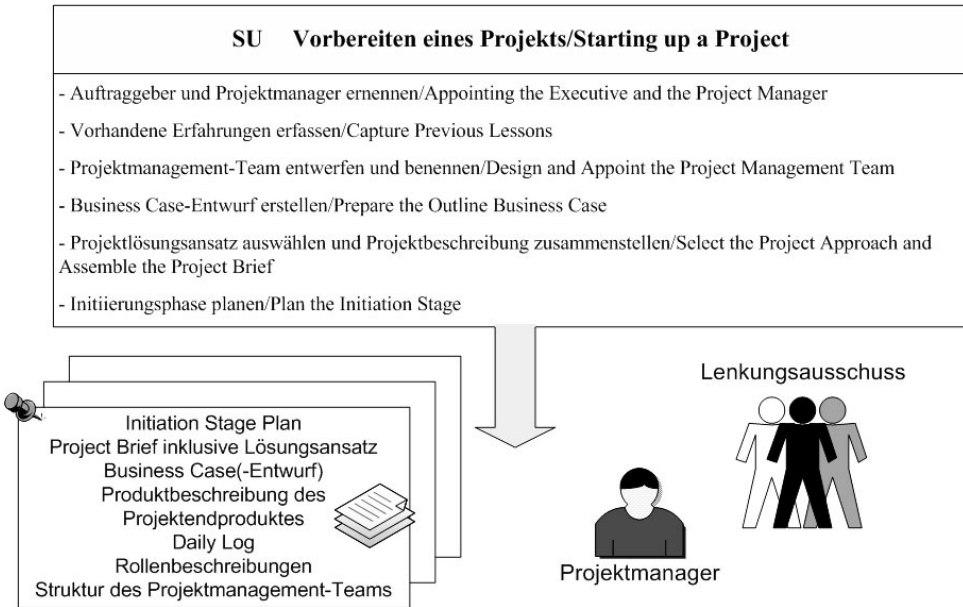 SU Vorbereiten eines Projekts/Starting up a Project
- Auftraggeber und Projektmanager ernennen/Appointing the Executive and the Project Manager
- Vorhandene Erfahrungen erfassen/Capture Previous Lessons
- Projektmanagement-Team entwerfen und benennen/Design and Appoint the Project Management Team
- Business Case-Entwurf erstellen/Prepare the Outline Business Case
- Projektlösungsansatz auswählen und Projektbeschreibung zusammenstellen/Select the Project Approach and
Assemble the Project Brief
- Initiierungsphase planen/Plan the Initiation Stage
Initiation Stage Plan
Project Brief inklusive Lösungsansatz
Business Case(-Entwurf)
Produktbeschreibung des
Projektendproduktes
Daily Log
Rollenbeschreibungen
Struktur des Projektmanagement-Teams
Projektmanager
Lenkungsausschuss